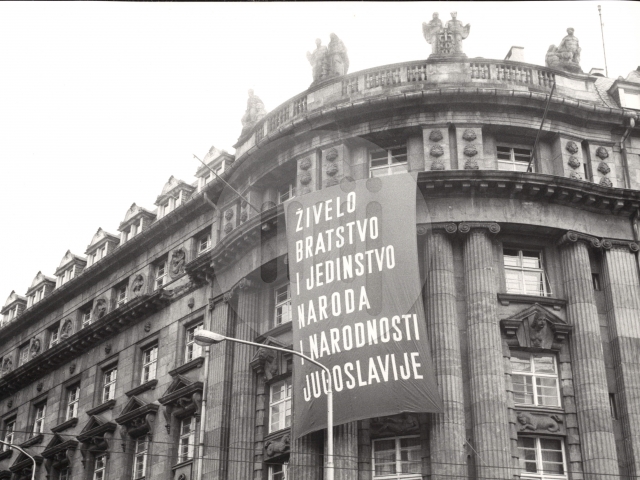 ŽIVELO
BRATSTVO
I JEDINSTVO
NARODA
I NARODNOSTI
JUGOSLAVIJE